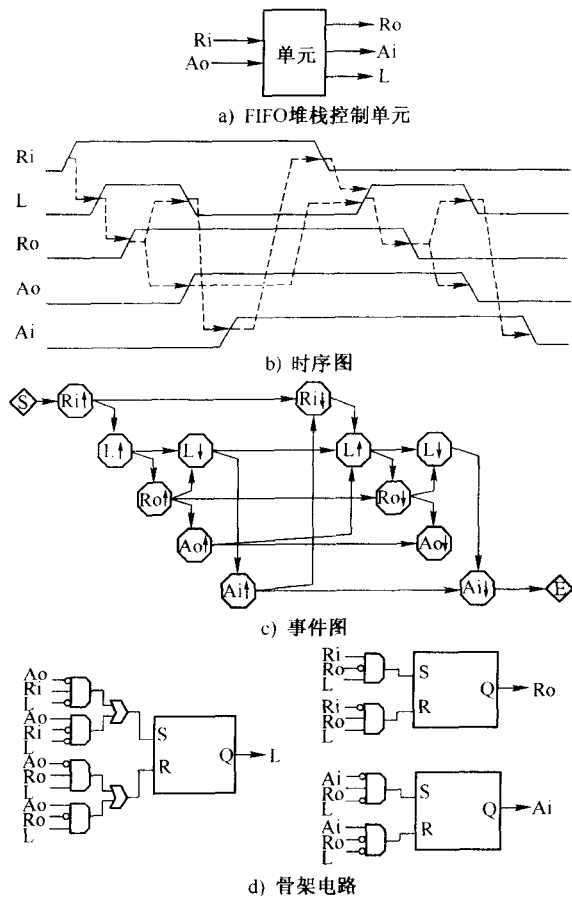 Ri
Ao
单元
Ro
Ai
L
a) FIFO堆栈控制单元
Ri
L
Ro
Ao
Ai
b) 时序图
S
Ri↑
Ri↓
L↑
L↓
L↑
L↓
Ro↑
Ro↓
Ao↑
Ao↓
Ai↑
Ai↓
E
c) 事件图
Ao
Ri
L
Ao
Ri
L
Ao
Ro
L
Ao
Ro
L
S
R
Q
L
Ri
Ro
L
Ri
Ro
L
S
R
Q
Ro
Ai
Ro
L
Ai
Ro
L
S
R
Q
Ai
d) 骨架电路